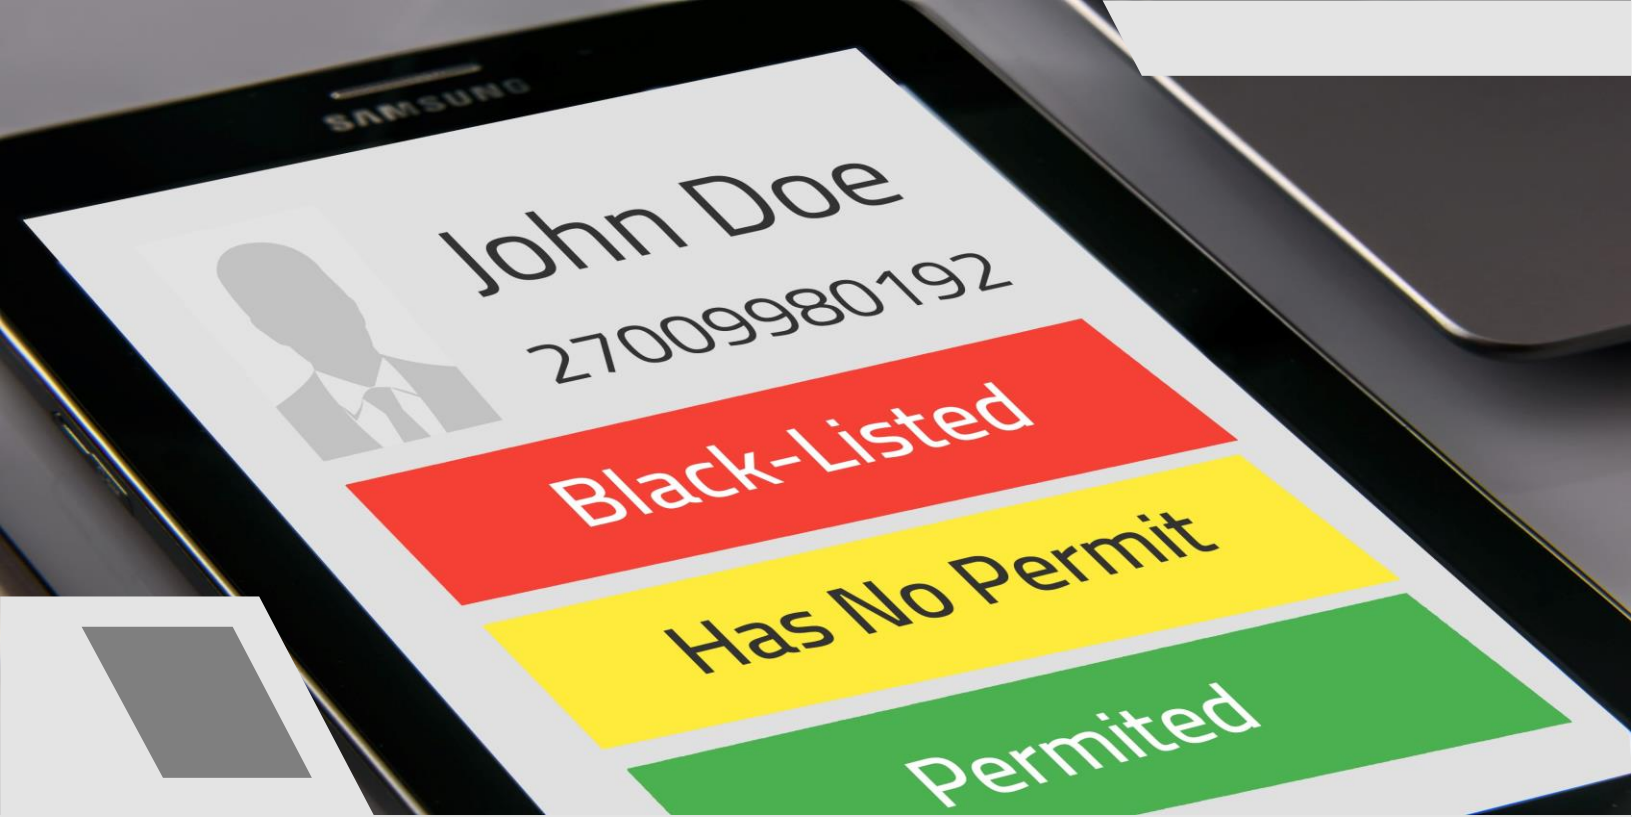 SAMSUNG
John Doe
27009980192
Black-Listed
Has No Permit
Permited